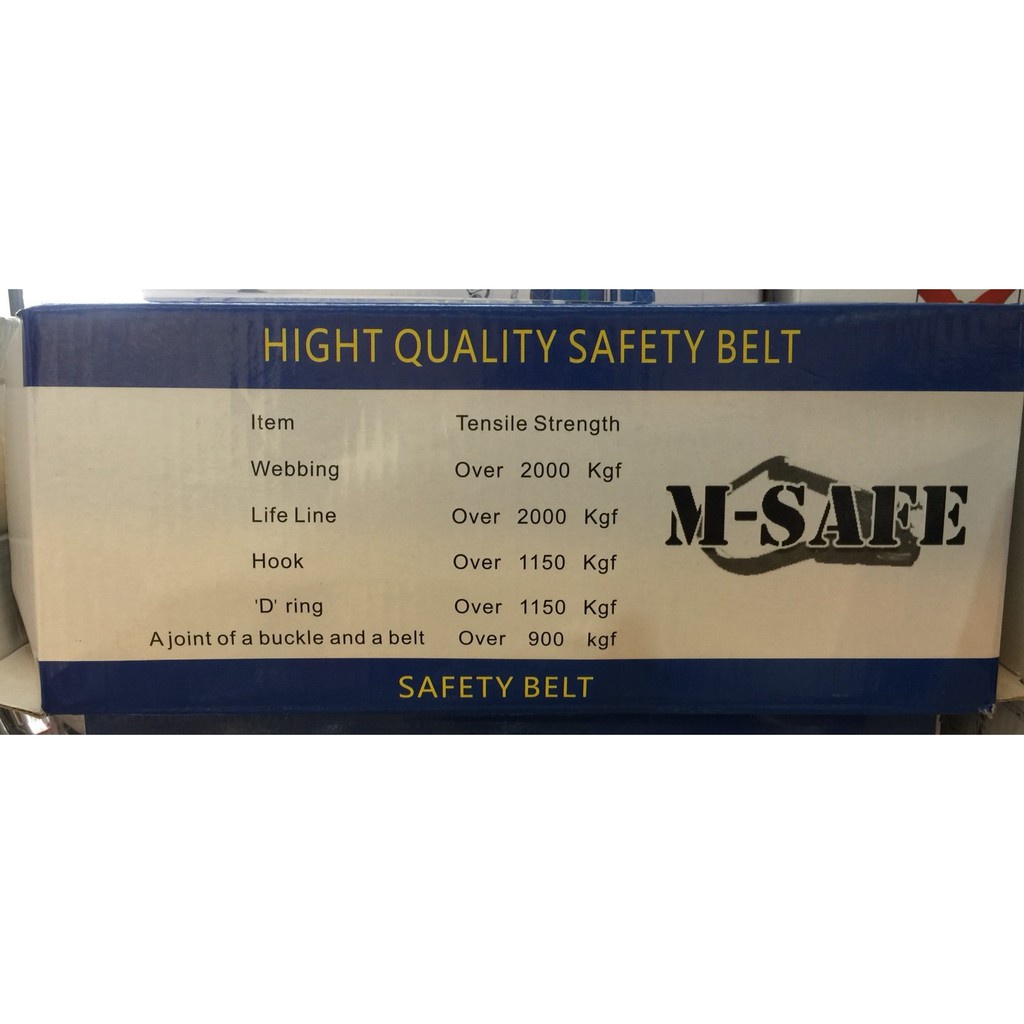 HIGHT QUALITY SAFETY BELT
Item Tensile Strength
Webbing Over 2000 Kgf
Life Line Over 2000 Kgf
Hook Over 1150 Kgf
'D' ring Over 1150 Kgf
A joint of a buckle and a belt Over 900 kgf
M-SAFE
SAFETY BELT